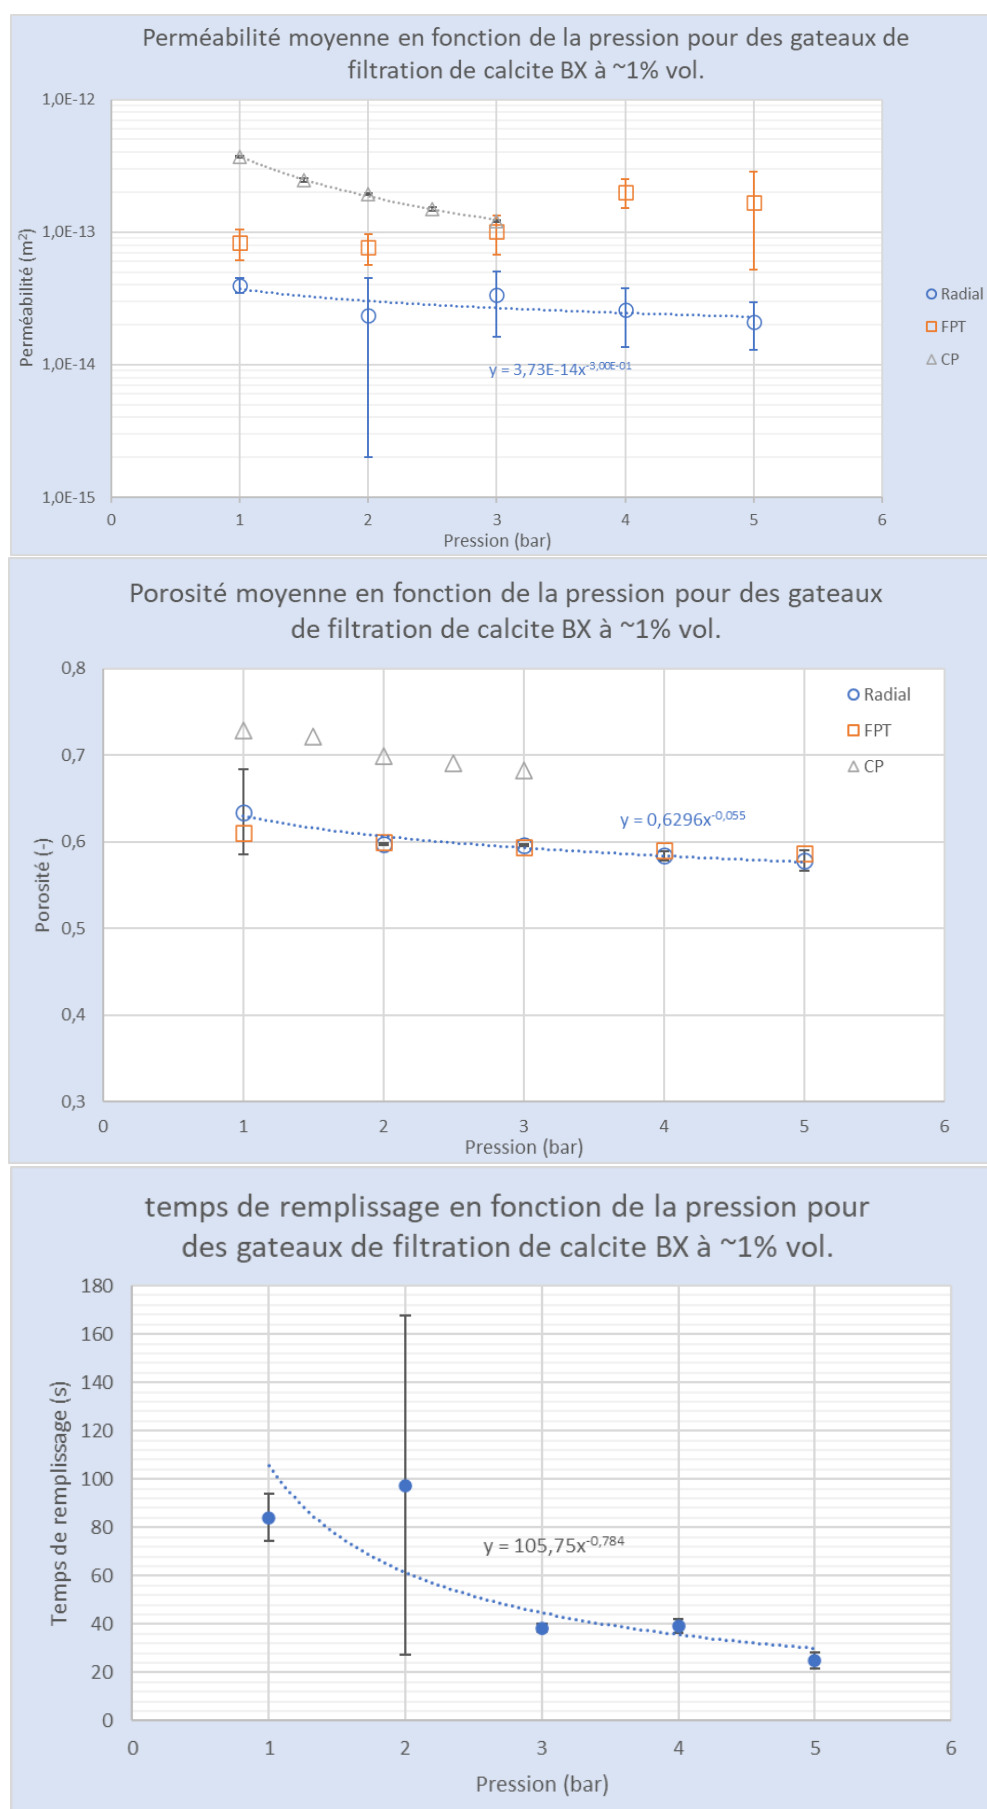 Perméabilité moyenne en fonction de la pression pour des gateaux de
filtration de calcite BX à ~1% vol.
1,0E-12
1,0E-13
1,0E-14
1,0E-15
Perméabilité (m²)
y = 3,73E-14x^-3,00E-01
0 1 2 3 4 5 6
Pression (bar)
Radial
FPT
CP
Porosité moyenne en fonction de la pression pour des gateaux
de filtration de calcite BX à ~1% vol.
0,8
0,7
0,6
0,5
0,4
0,3
Porosité (-)
Radial
FPT
CP
y = 0,6296x^-0,055
0 1 2 3 4 5 6
Pression (bar)
temps de remplissage en fonction de la pression pour
des gateaux de filtration de calcite BX à ~1% vol.
180
160
140
120
100
80
60
40
20
0
Temps de remplissage (s)
y = 105,75x^-0,784
0 1 2 3 4 5 6
Pression (bar)